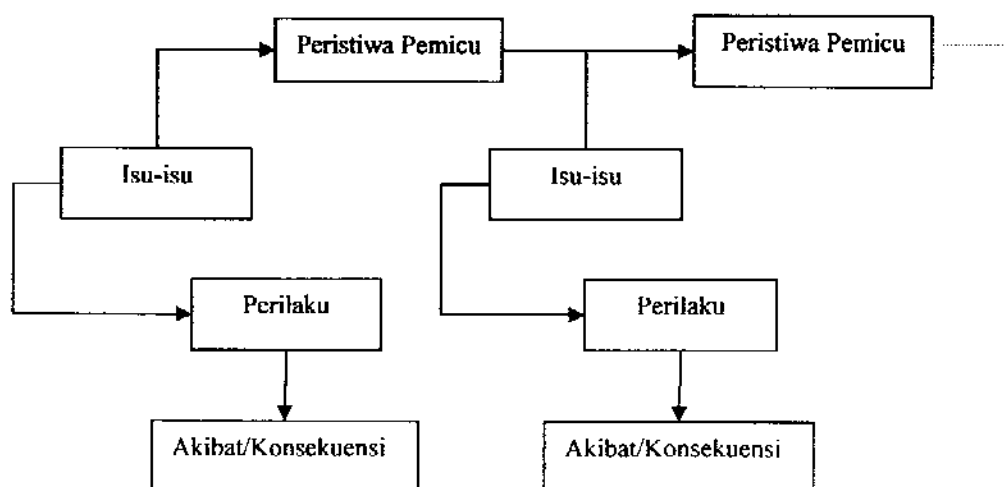 Peristiwa Pemicu
Peristiwa Pemicu
Isu-isu
Isu-isu
Perilaku
Perilaku
Akibat/Konsekuensi
Akibat/Konsekuensi